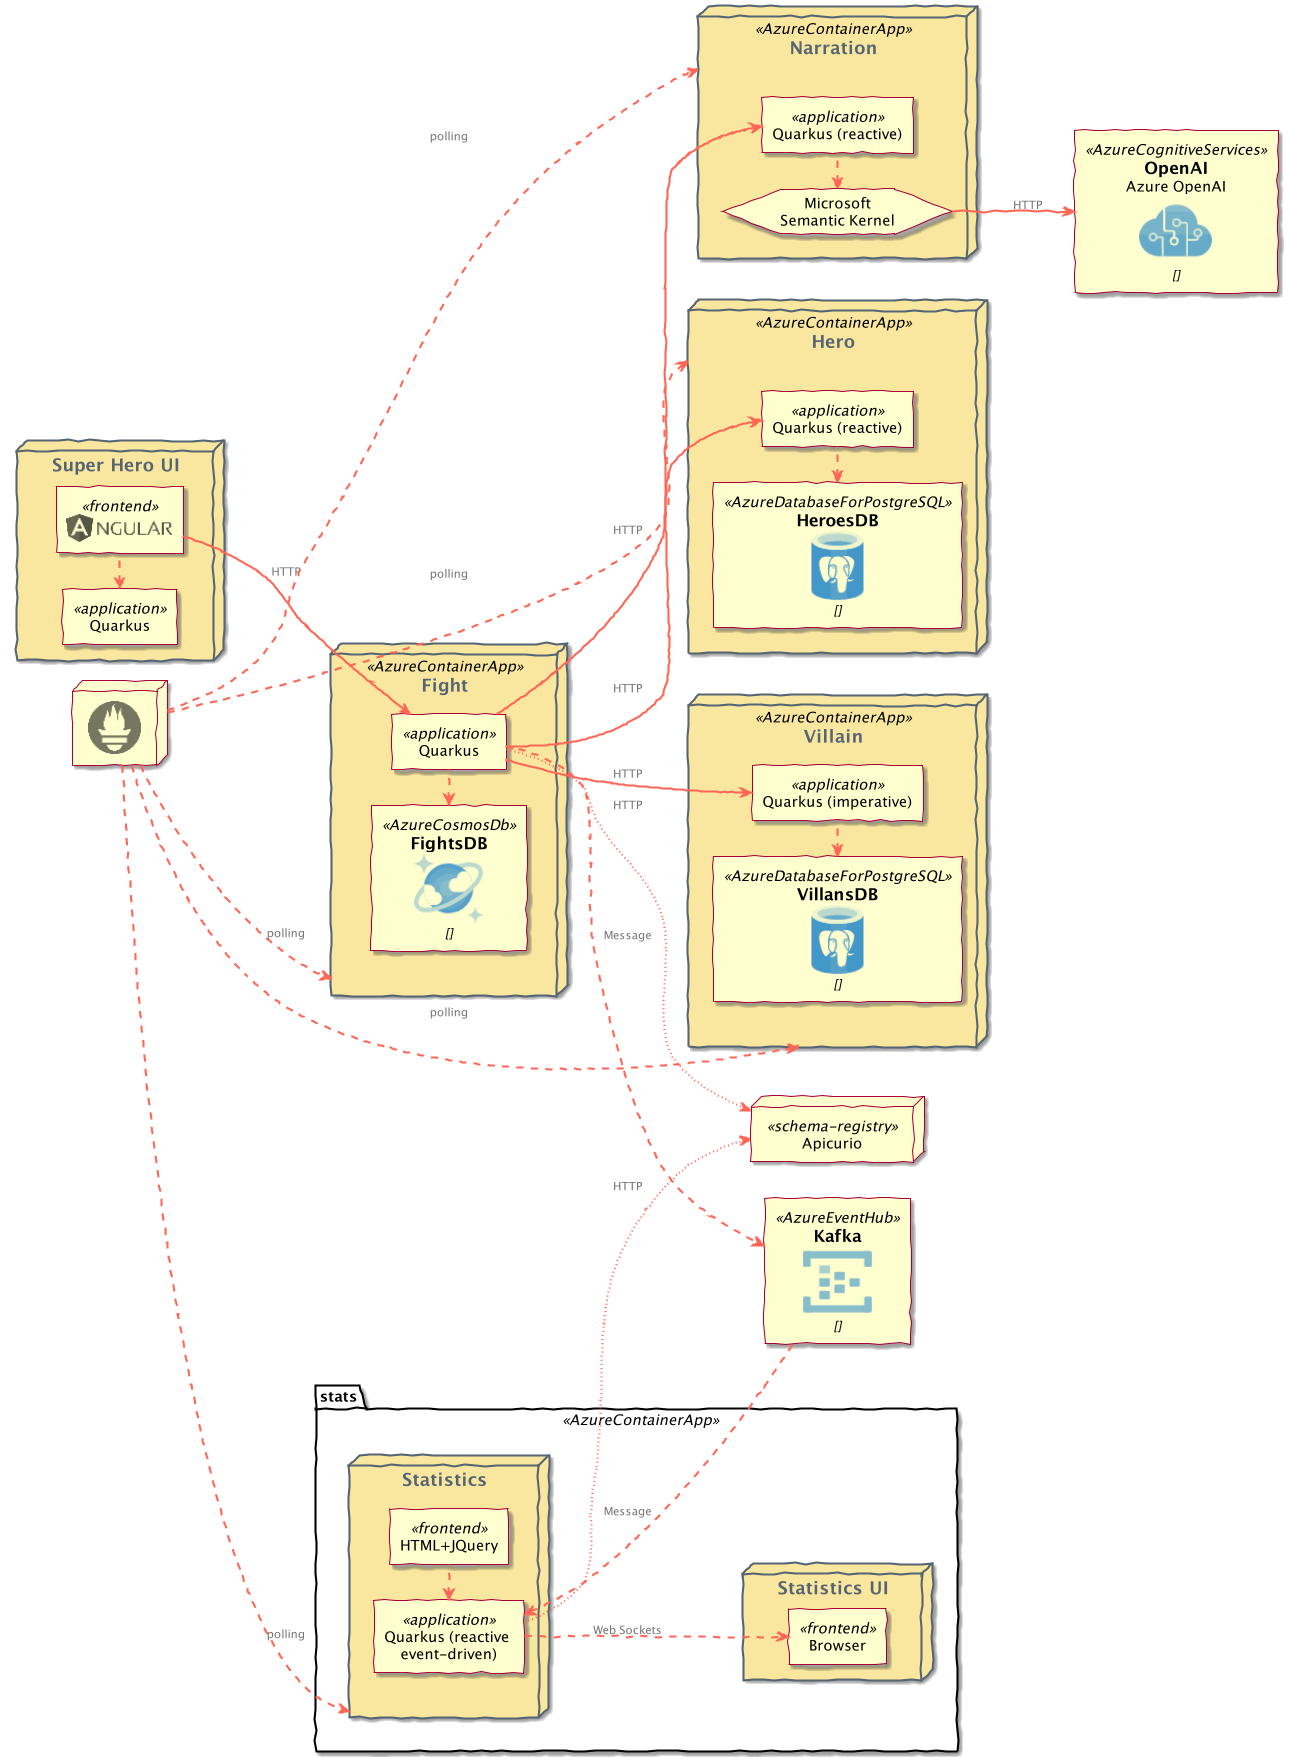 «AzureContainerApp»
Narration
«application»
Quarkus (reactive)
Microsoft
Semantic Kernel
HTTP
«AzureCognitiveServices»
OpenAI
Azure OpenAI
[]
polling
«AzureContainerApp»
Hero
«application»
Quarkus (reactive)
«AzureDatabaseForPostgreSQL»
HeroesDB
[]
Super Hero UI
«frontend»
ANGULAR
«application»
Quarkus
HTTP
polling
HTTP
«AzureContainerApp»
Fight
«application»
Quarkus
«AzureCosmosDb»
FightsDB
[]
HTTP
HTTP
HTTP
«AzureContainerApp»
Villain
«application»
Quarkus (imperative)
«AzureDatabaseForPostgreSQL»
VillansDB
[]
polling
Message
polling
«schema-registry»
Apicurio
HTTP
«AzureEventHub»
Kafka
[]
stats
«AzureContainerApp»
Statistics
«frontend»
HTML+JQuery
«application»
Quarkus (reactive
event-driven)
Message
polling
Web Sockets
Statistics UI
«frontend»
Browser